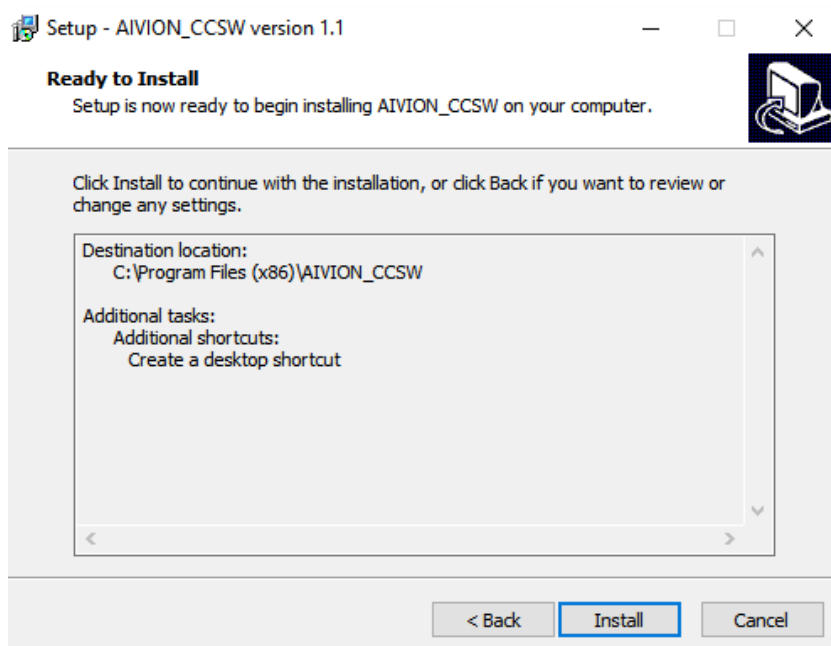 Setup - AIVION_CCSW version 1.1
Ready to Install
Setup is now ready to begin installing AIVION_CCSW on your computer.
Click Install to continue with the installation, or click Back if you want to review or
change any settings.
Destination location:
C:\Program Files (x86)\AIVION_CCSW
Additional tasks:
Additional shortcuts:
Create a desktop shortcut
< Back
Install
Cancel